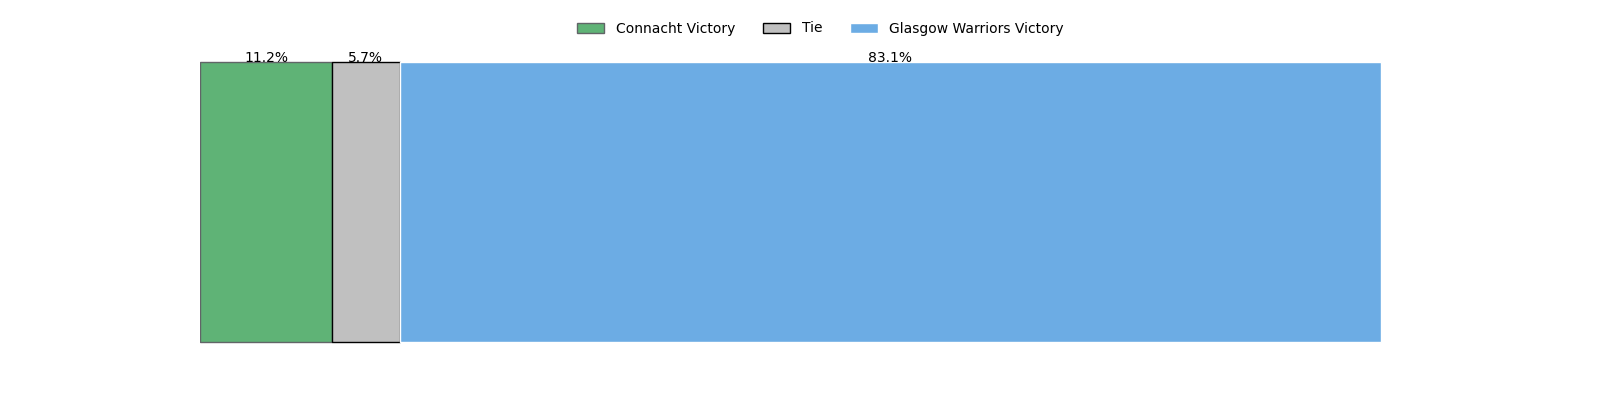 Connacht Victory Tie Glasgow Warriors Victory
11.2% 5.7% 83.1%